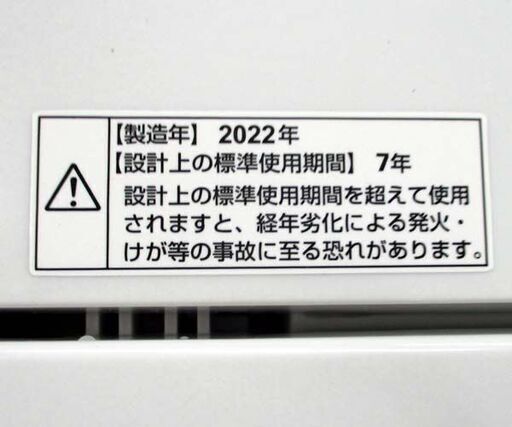 【製造年】 2022年
【設計上の標準使用期間】 7年
設計上の標準使用期間を超えて使用
されますと、経年劣化による発火・
けが等の事故に至る恐れがあります。